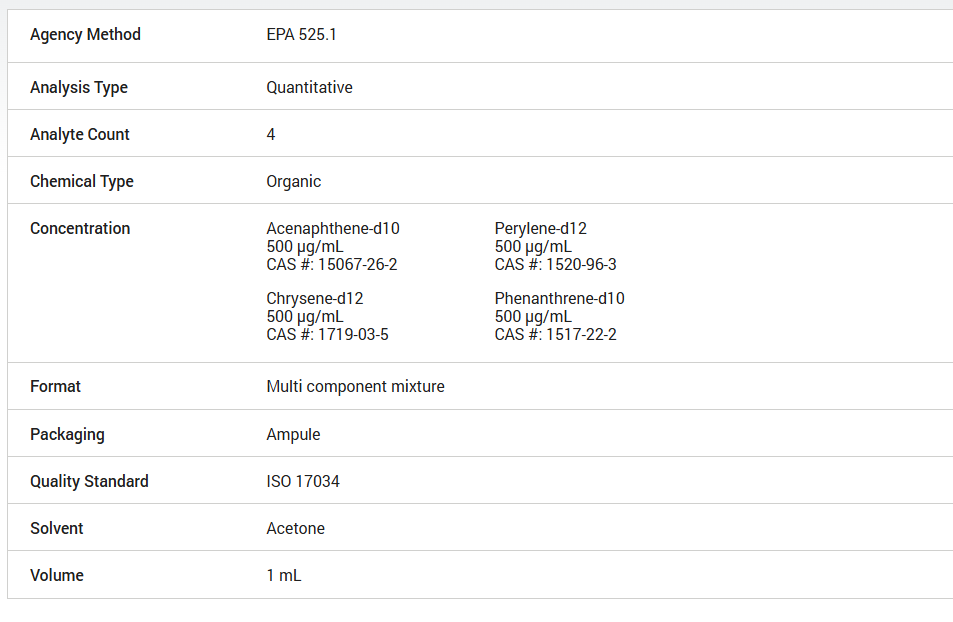 Agency Method EPA 525.1
Analysis Type Quantitative
Analyte Count 4
Chemical Type Organic
Concentration Acenaphthene-d10 Perylene-d12
500 µg/mL 500 µg/mL
CAS #: 15067-26-2 CAS #: 1520-96-3
Chrysene-d12 Phenanthrene-d10
500 µg/mL 500 µg/mL
CAS #: 1719-03-5 CAS #: 1517-22-2
Format Multi component mixture
Packaging Ampule
Quality Standard ISO 17034
Solvent Acetone
Volume 1 mL